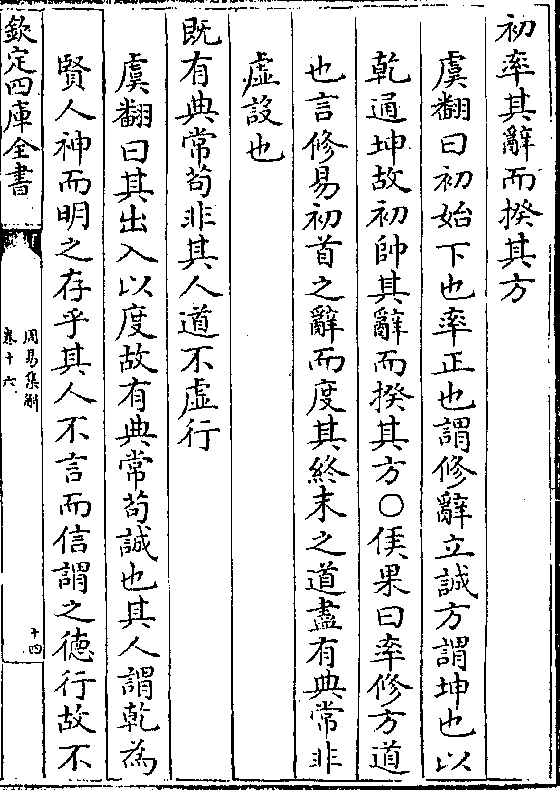 初率其辭而揆其方
虞翻曰初始下也率正也謂修辭立誠方謂坤也以
乾通坤故初帥其辭而揆其方○侯果曰率修方道
也言修易初首之辭而度其終末之道盡有典常非
虛設也
既有典常茍非其人道不虛行
虞翻曰其出入以度故有典常茍誠也其人謂乾為
賢人神而明之存乎其人不言而信謂之德行故不
欽定四庫全書
周易集解
卷十六
十四